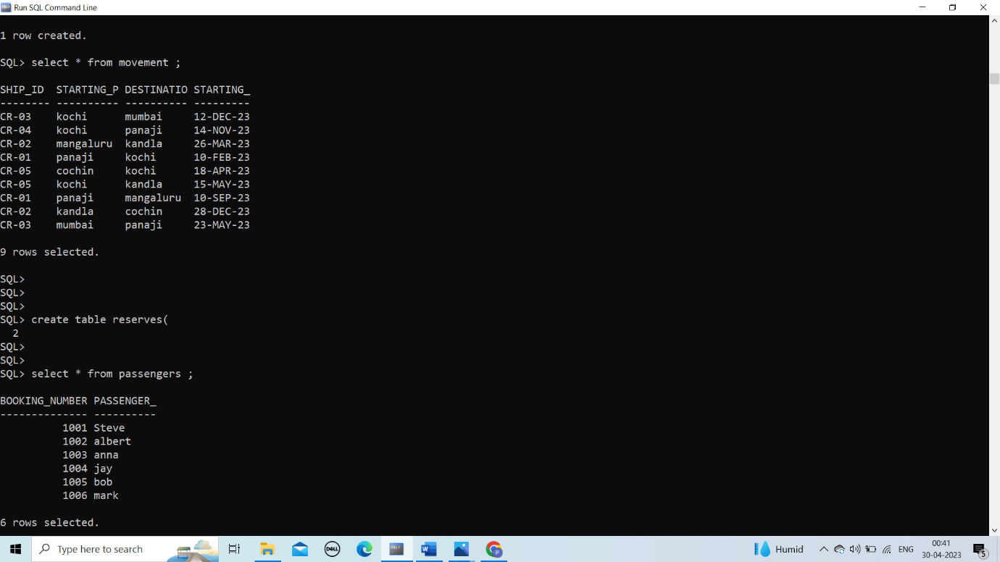 Run SQL Command Line
1 row created.
SQL> select * from movement ;
SHIP_ID  STARTING_P DESTINATIO STARTING_
-------- ---------- ---------- ---------
CR-03    kochi      mumbai     12-DEC-23
CR-04    kochi      panaji     14-NOV-23
CR-02    mangaluru  kandla     26-MAR-23
CR-01    panaji     kochi      10-FEB-23
CR-05    cochin     kochi      18-APR-23
CR-05    kochi      kandla     15-MAY-23
CR-01    panaji     mangaluru  10-SEP-23
CR-02    kandla     cochin     28-DEC-23
CR-03    mumbai     panaji     23-MAY-23
9 rows selected.
SQL>
SQL>
SQL>
SQL> create table reserves(
  2
SQL>
SQL>
SQL> select * from passengers ;
BOOKING_NUMBER PASSENGER_
-------------- ----------
          1001 Steve
          1002 albert
          1003 anna
          1004 jay
          1005 bob
          1006 mark
6 rows selected.
Type here to search
DELL
W
P
Humid
ENG
00:41
30-04-2023
5